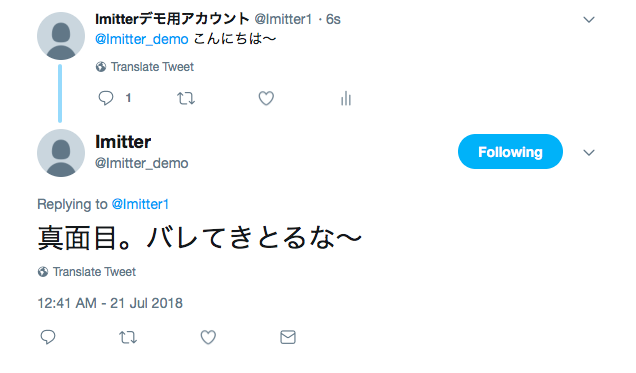 Imitterデモ用アカウント @Imitter1 · 6s
@Imitter_demo こんにちは〜
Translate Tweet
1
Imitter
@Imitter_demo
Following
Replying to @Imitter1
真面目。バレてきとるな〜
Translate Tweet
12:41 AM - 21 Jul 2018